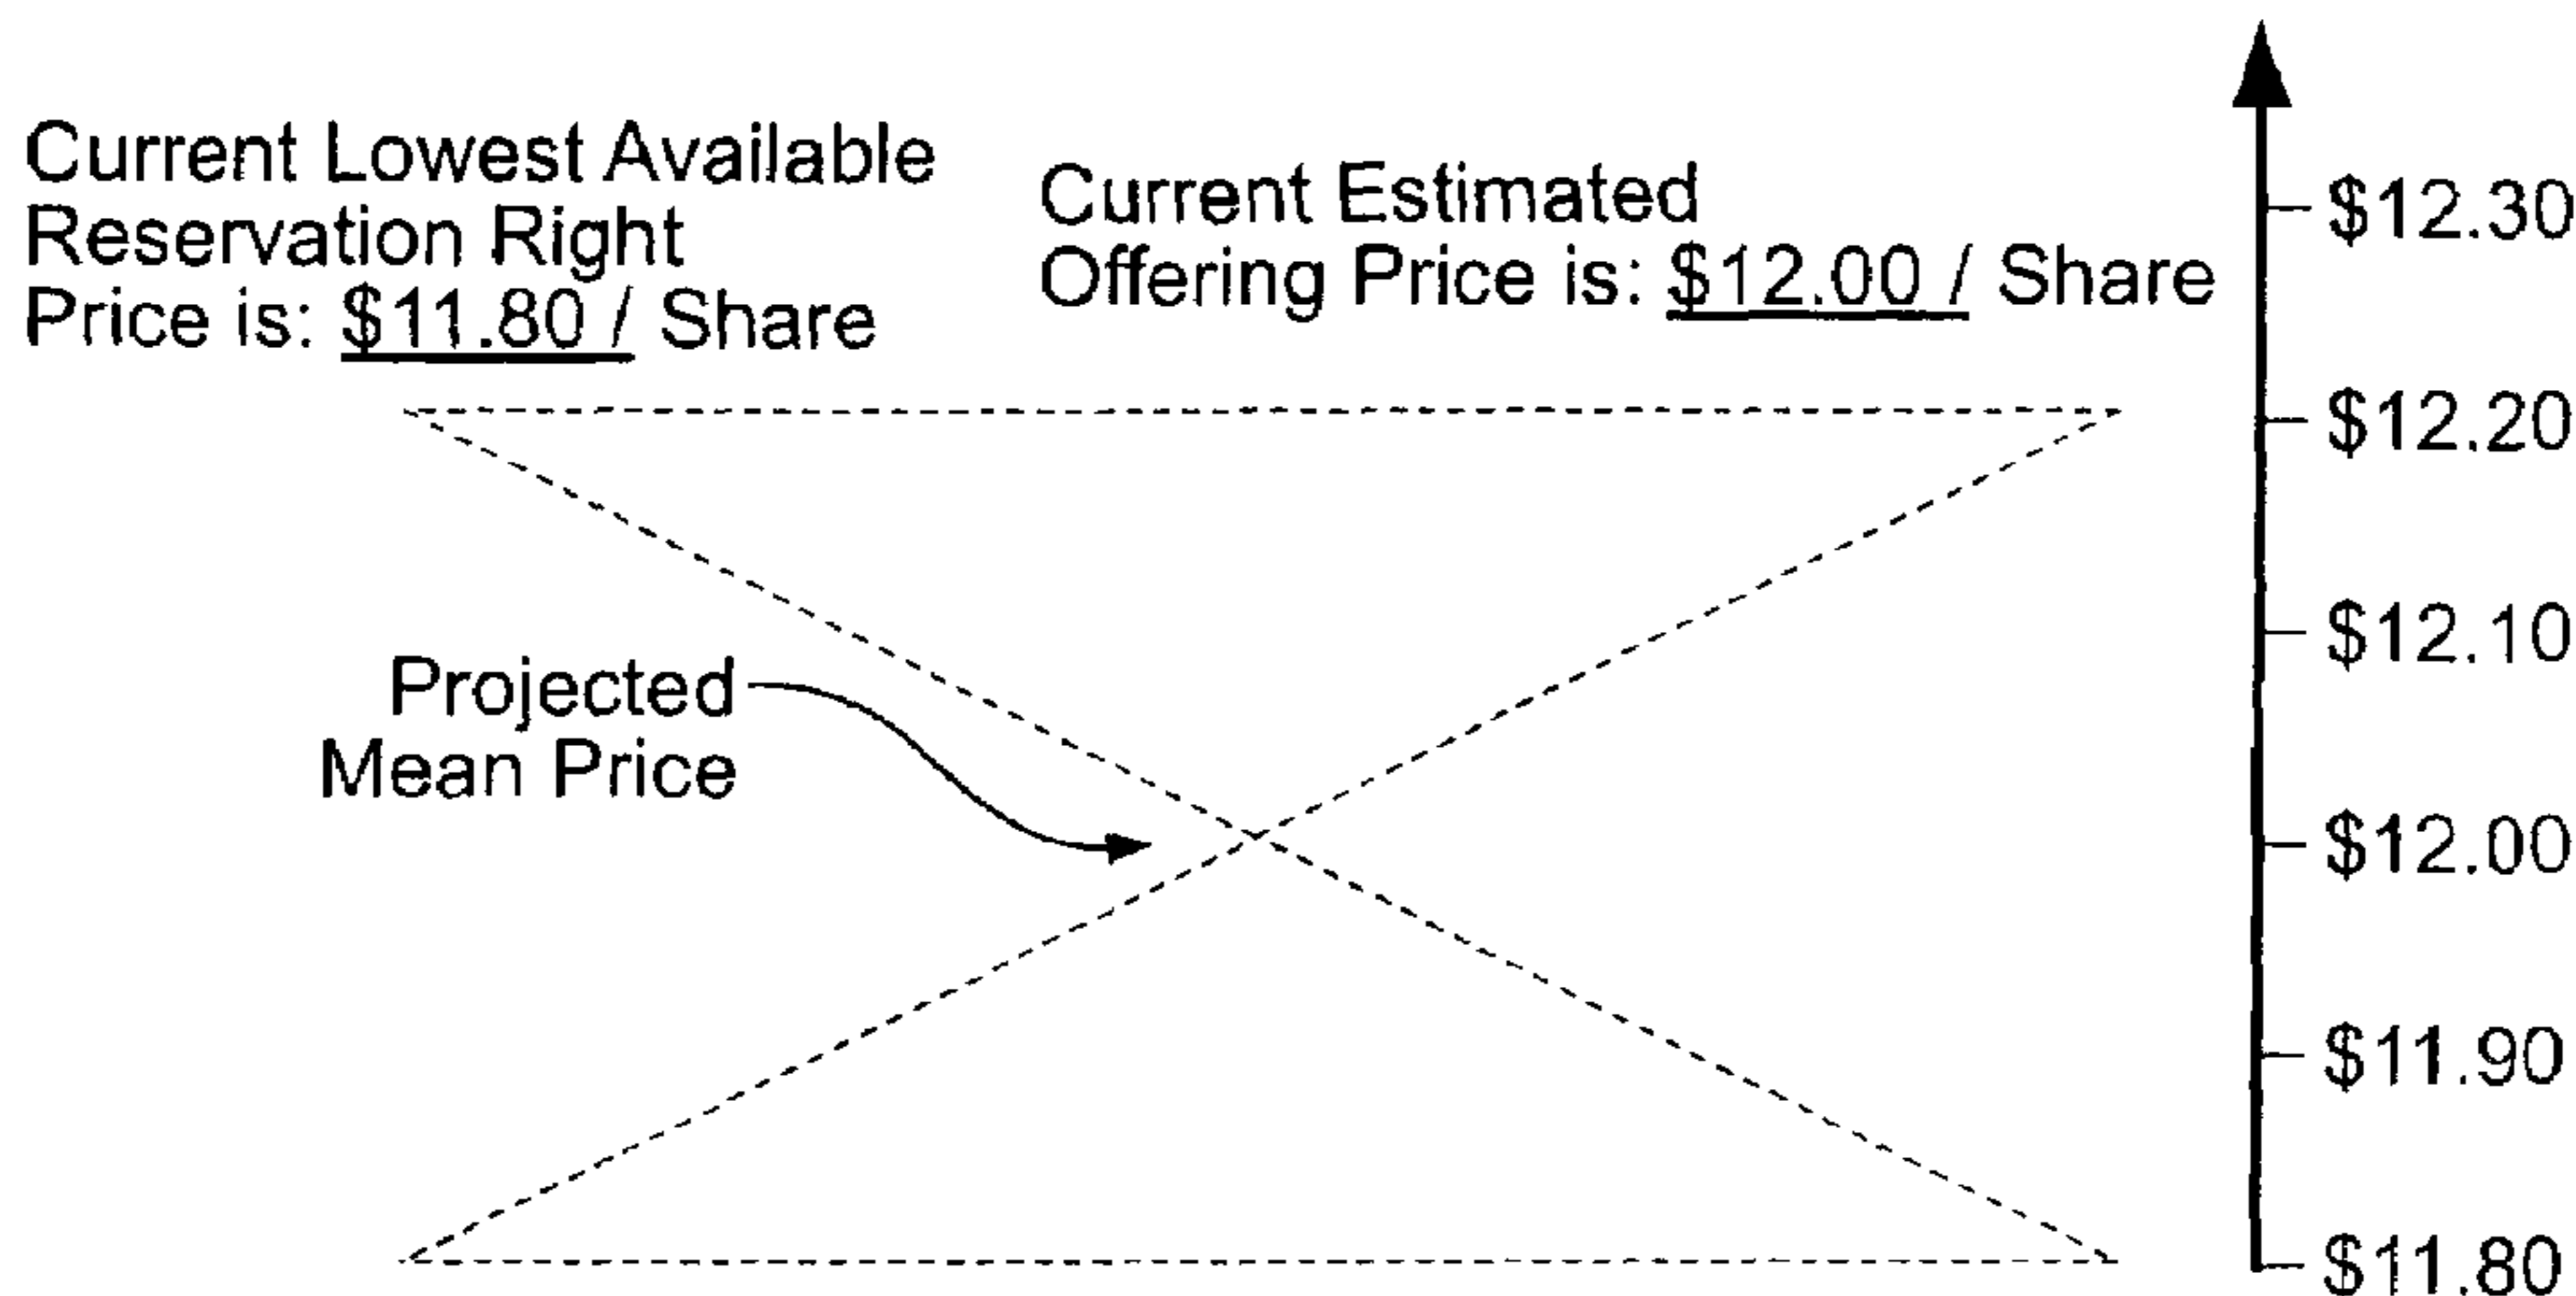 Current Lowest Available
Reservation Right
Price is: $11.80 / Share
Current Estimated
Offering Price is: $12.00 / Share
Projected
Mean Price
$12.30
$12.20
$12.10
$12.00
$11.90
$11.80